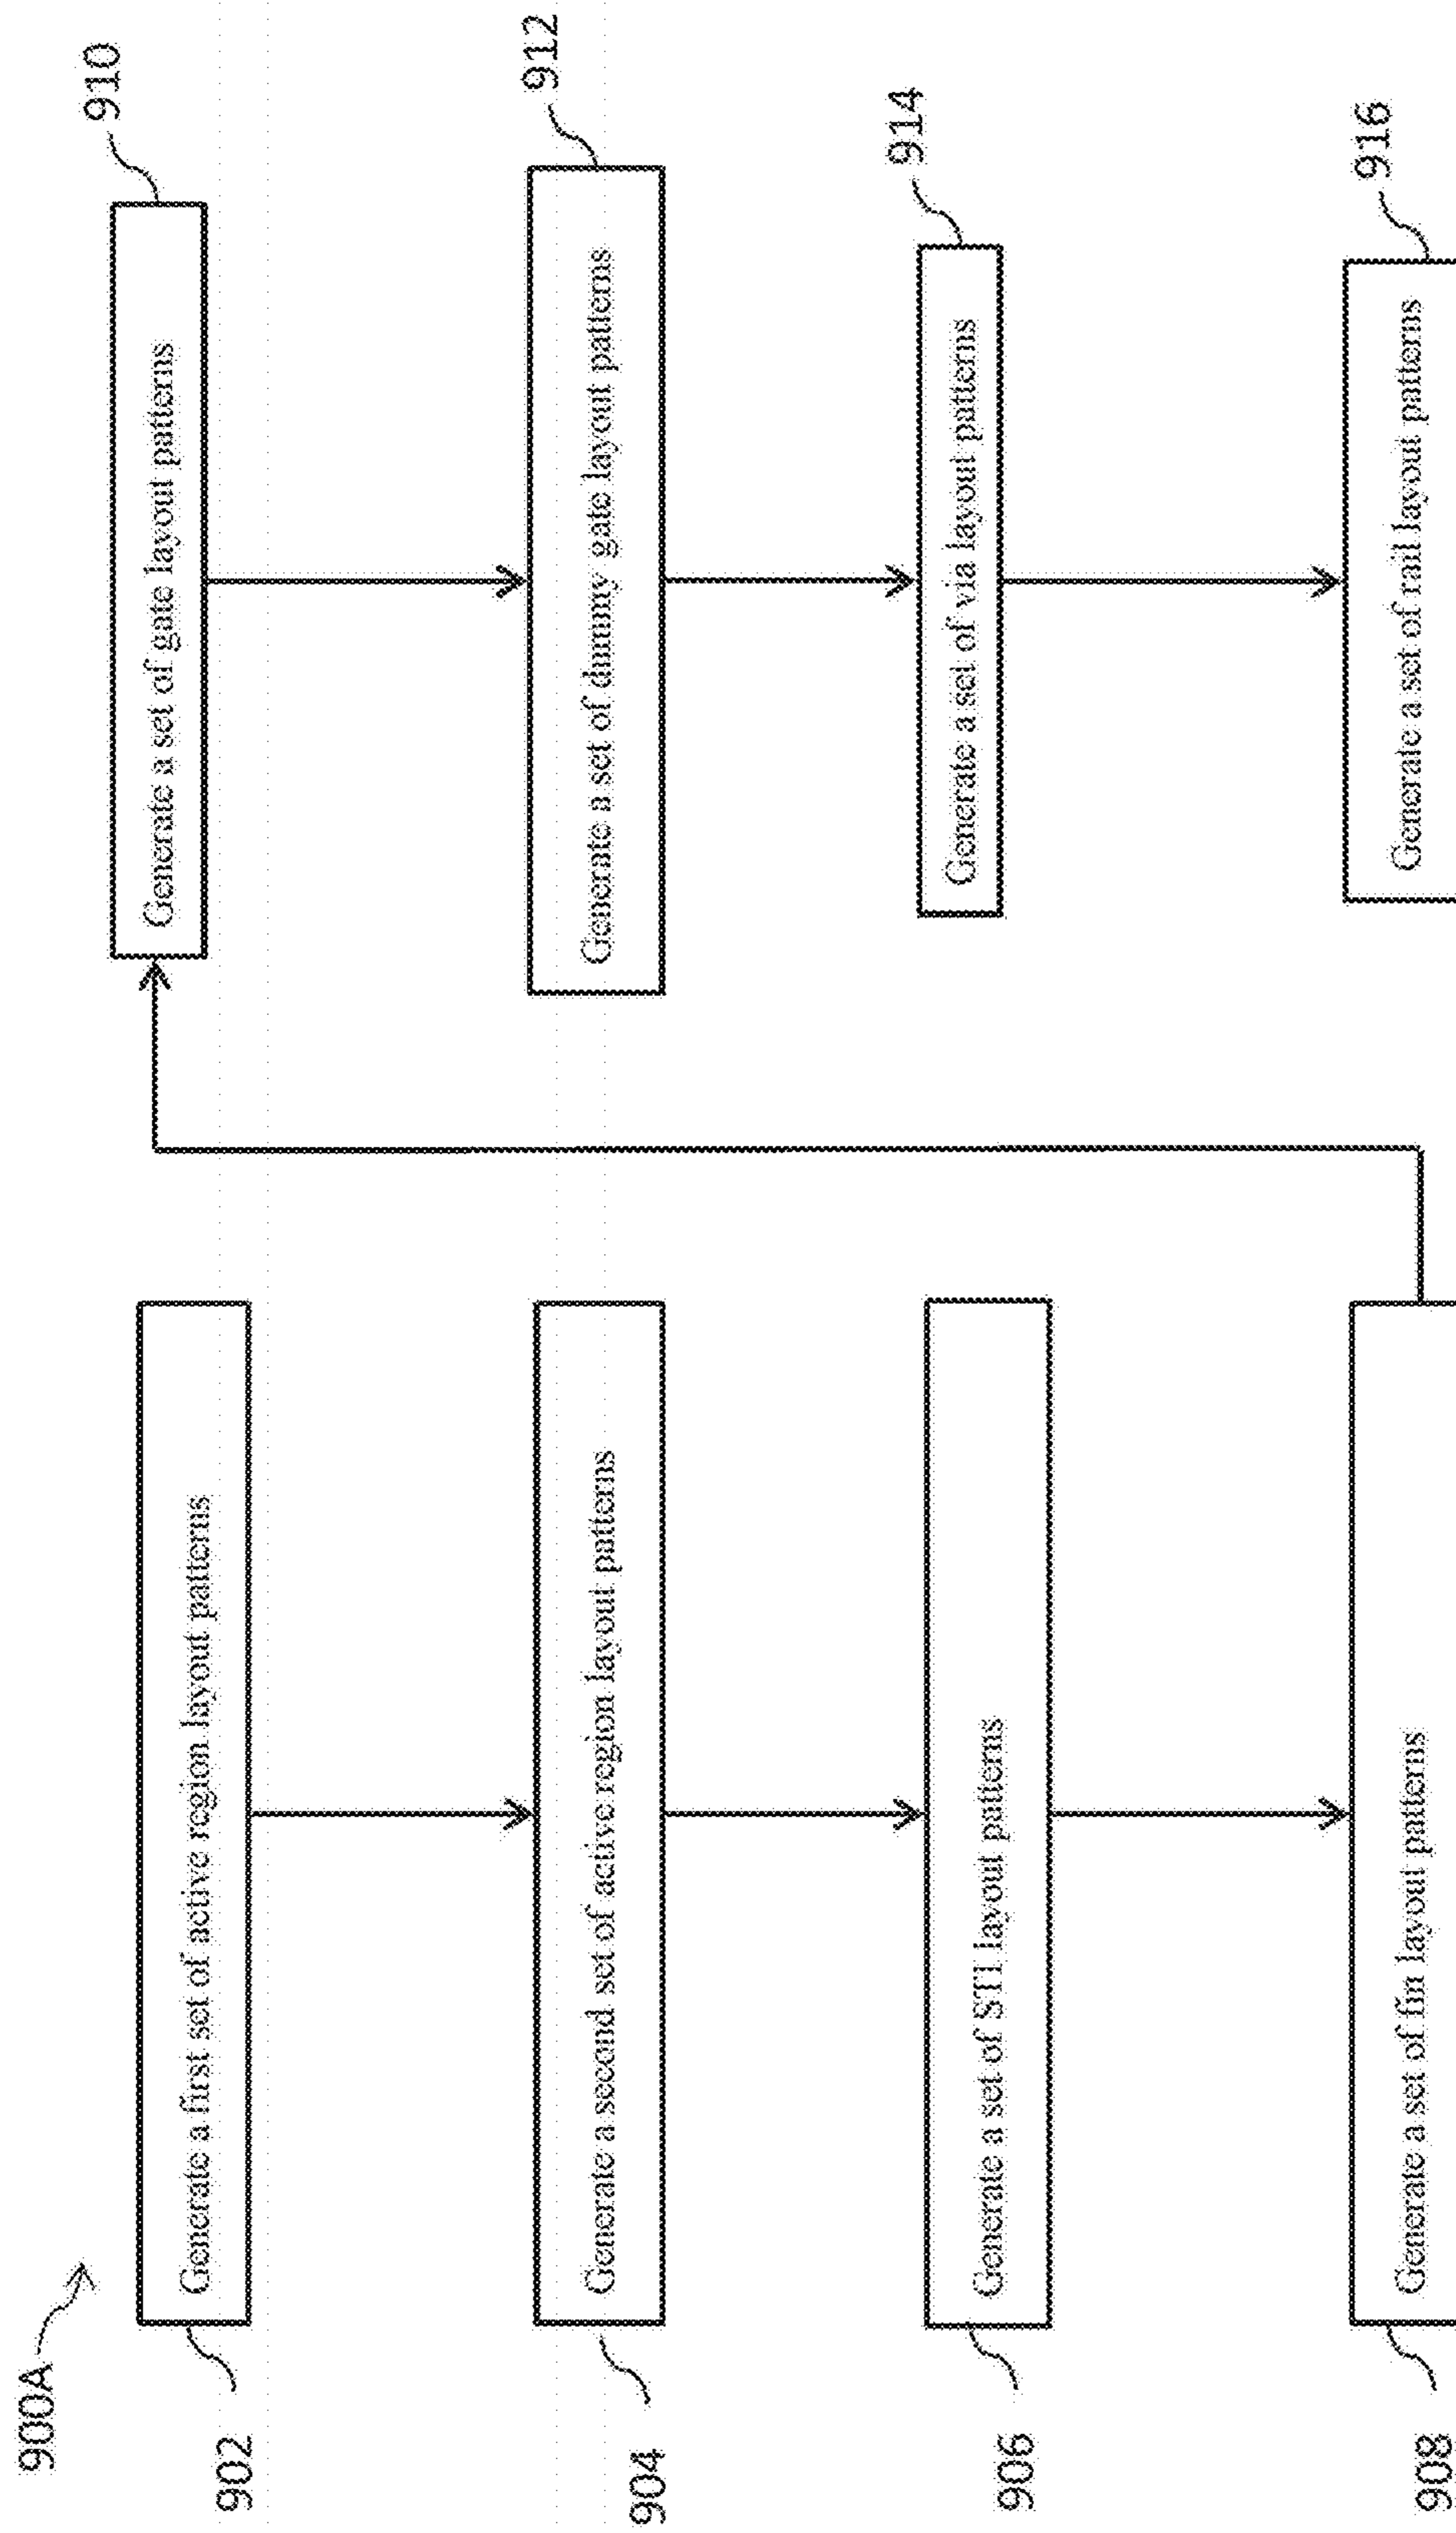 900A
902
Generate a first set of active region layout patterns
904
Generate a second set of active region layout patterns
906
Generate a set of STI layout patterns
908
Generate a set of fin layout patterns
910
Generate a set of gate layout patterns
912
Generate a set of dummy gate layout patterns
914
Generate a set of via layout patterns
916
Generate a set of rail layout patterns